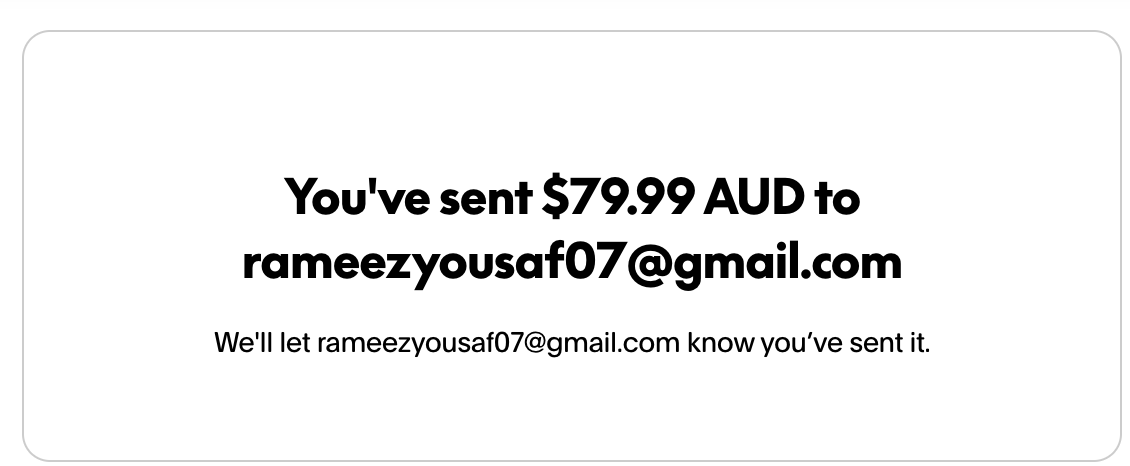 You've sent $79.99 AUD to
rameezyousaf07@gmail.com
We'll let rameezyousaf07@gmail.com know you’ve sent it.